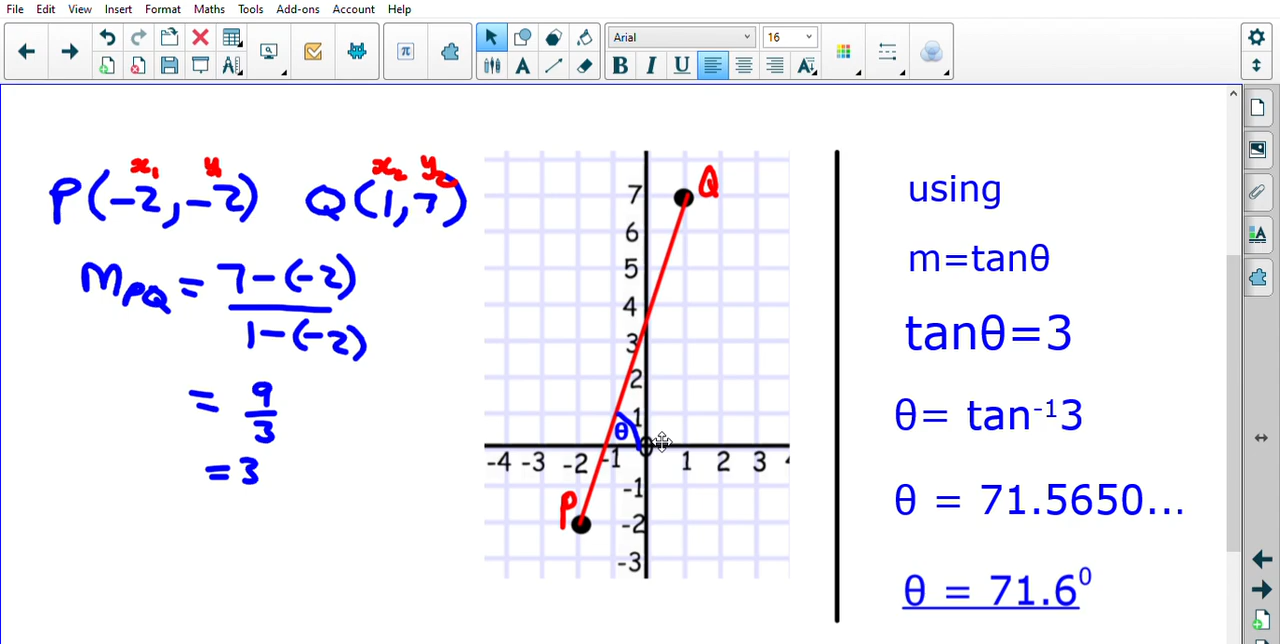 File Edit View Insert Format Maths Tools Add-ons Account Help
Arial 16
B I U
x₁ y x₂ y₂
P(-2, -2) Q(1, 7)
mPQ = 7-(-2)
1-(-2)
= 9
3
= 3
Q
7
6
5
4
3
2
1
θ
-4 -3 -2 -1 1 2 3
-1
P
-2
-3
using
m=tanθ
tanθ=3
θ= tan⁻¹3
θ = 71.5650...
θ = 71.6⁰